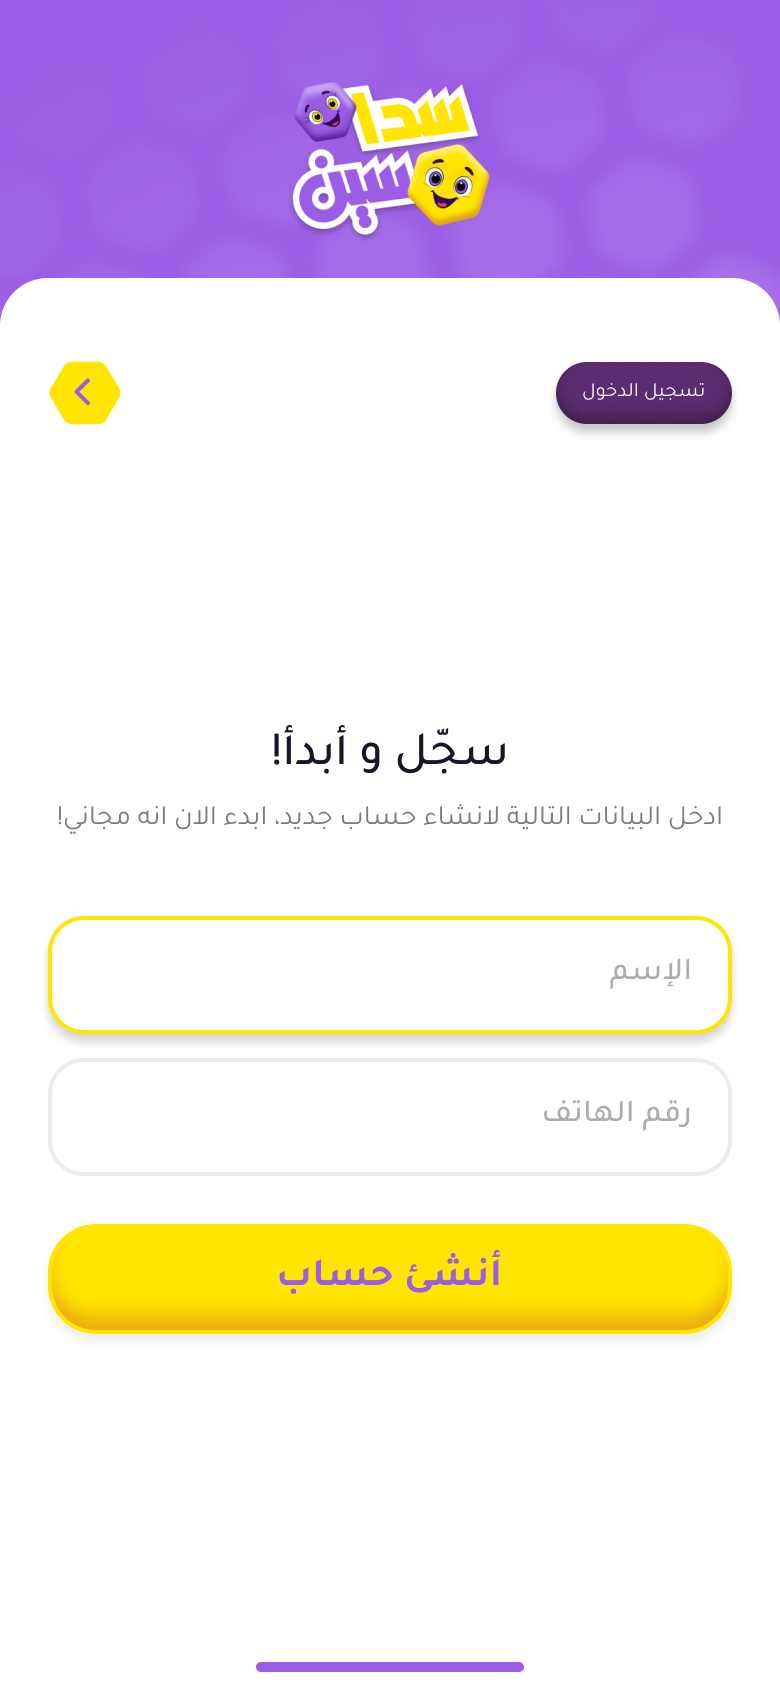 سدا
سين
تسجيل الدخول
سجّل و أبدأ!
ادخل البيانات التالية لانشاء حساب جديد، ابدء الان انه مجاني!
الإسم
رقم الهاتف
أنشئ حساب